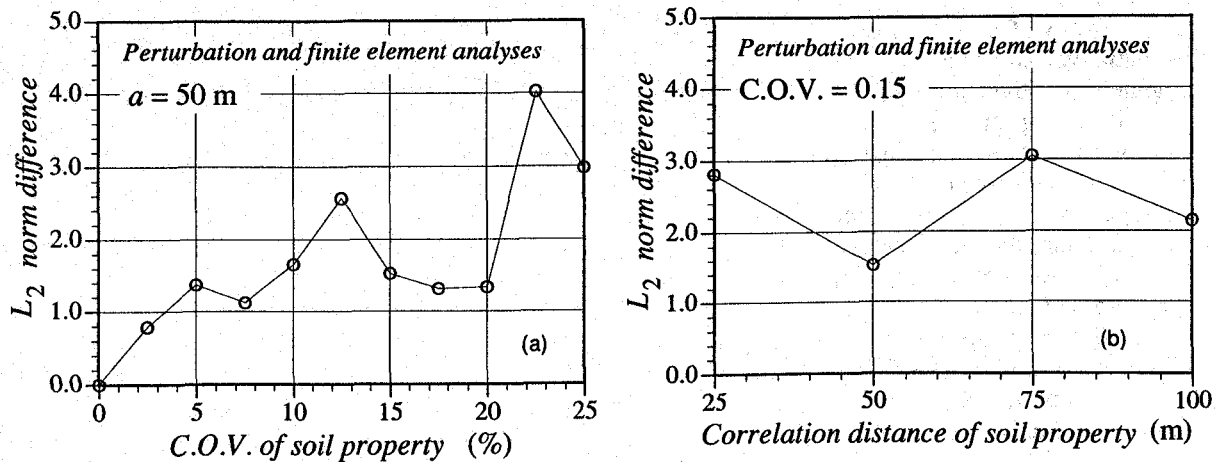 Perturbation and finite element analyses
a = 50 m
L2 norm difference
5.0
4.0
3.0
2.0
1.0
0.0
0 5 10 15 20 25
C.O.V. of soil property (%)
(a)
Perturbation and finite element analyses
C.O.V. = 0.15
L2 norm difference
5.0
4.0
3.0
2.0
1.0
0.0
25 50 75 100
Correlation distance of soil property (m)
(b)